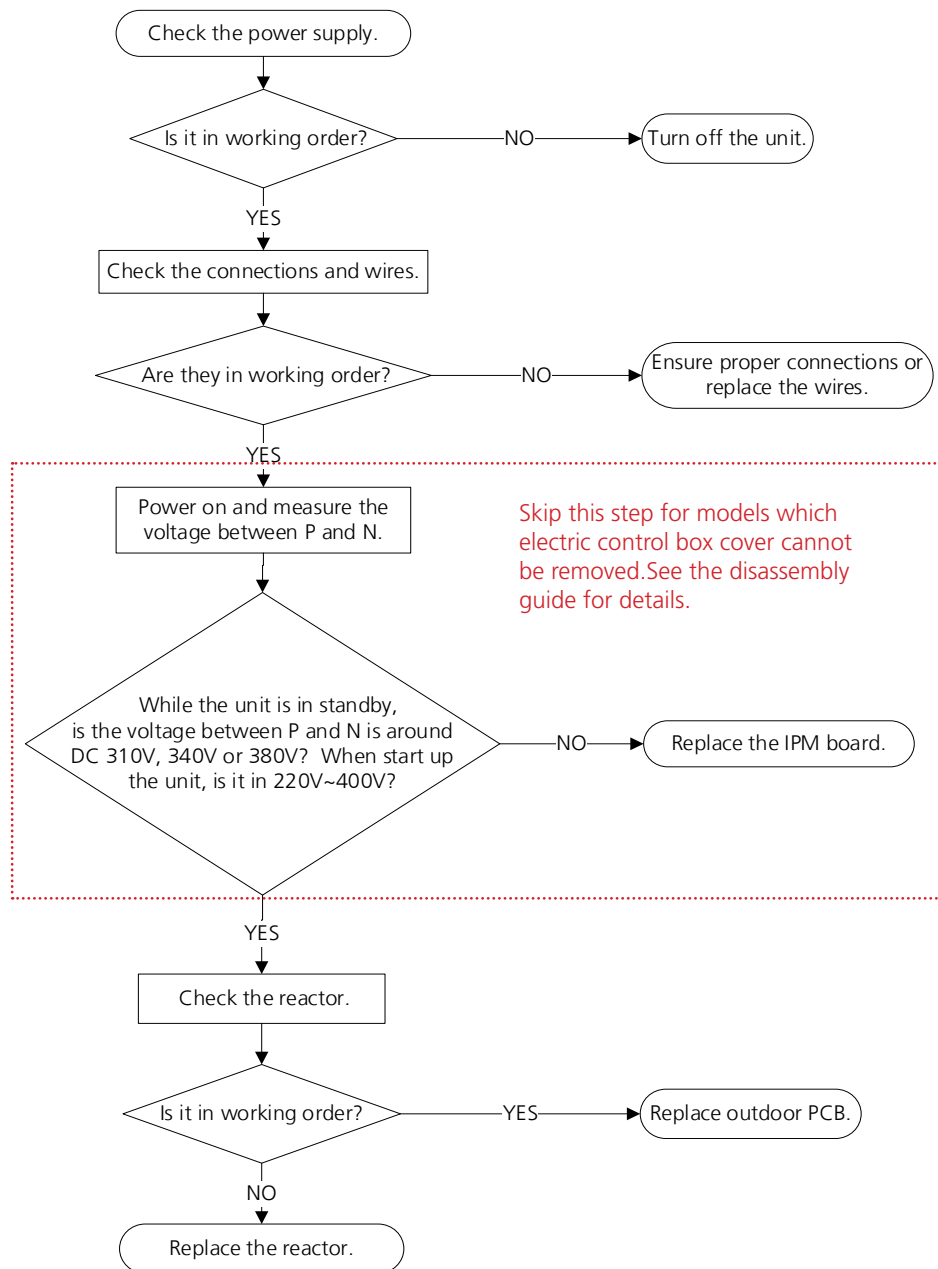 Check the power supply.
Is it in working order?
NO
Turn off the unit.
YES
Check the connections and wires.
Are they in working order?
NO
Ensure proper connections or
replace the wires.
YES
Power on and measure the
voltage between P and N.
Skip this step for models which
electric control box cover cannot
be removed.See the disassembly
guide for details.
While the unit is in standby,
is the voltage between P and N is around
DC 310V, 340V or 380V? When start up
the unit, is it in 220V~400V?
NO
Replace the IPM board.
YES
Check the reactor.
Is it in working order?
YES
Replace outdoor PCB.
NO
Replace the reactor.